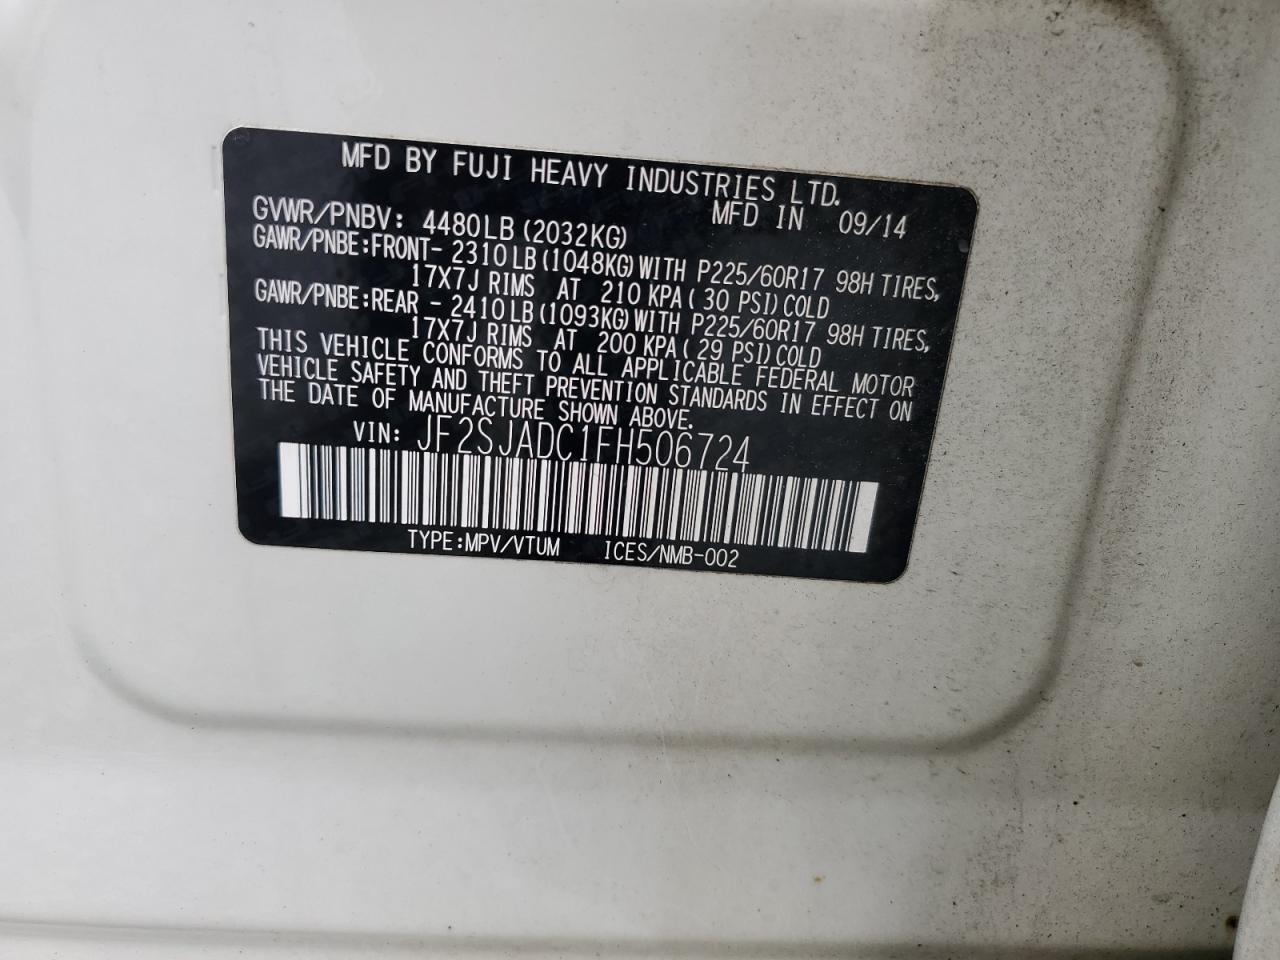 MFD BY FUJI HEAVY INDUSTRIES LTD.
MFD IN 09/14
GVWR/PNBV: 4480LB (2032KG)
GAWR/PNBE:FRONT- 2310LB(1048KG)WITH P225/60R17 98H TIRES,
17X7J RIMS AT 210 KPA( 30 PSI)COLD
GAWR/PNBE:REAR - 2410LB(1093KG)WITH P225/60R17 98H TIRES,
17X7J RIMS AT 200 KPA( 29 PSI)COLD
THIS VEHICLE CONFORMS TO ALL APPLICABLE FEDERAL MOTOR
VEHICLE SAFETY AND THEFT PREVENTION STANDARDS IN EFFECT ON
THE DATE OF MANUFACTURE SHOWN ABOVE.
VIN: JF2SJADC1FH506724
TYPE:MPV/VTUM ICES/NMB-002